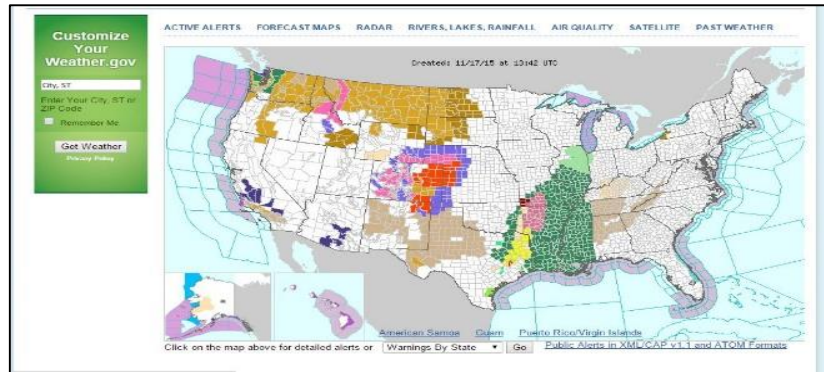 Customize
Your
Weather.gov
City, ST
Enter Your City, ST or
ZIP Code
Remember Me
Get Weather
Privacy Policy
ACTIVE ALERTS FORECAST MAPS RADAR RIVERS, LAKES, RAINFALL AIR QUALITY SATELLITE PAST WEATHER
Created: 11/17/15 at 13:42 UTC
American Samoa Guam Puerto Rico/Virgin Islands
Click on the map above for detailed alerts or Warnings By State Go Public Alerts in XML/CAP v1.1 and ATOM Formats